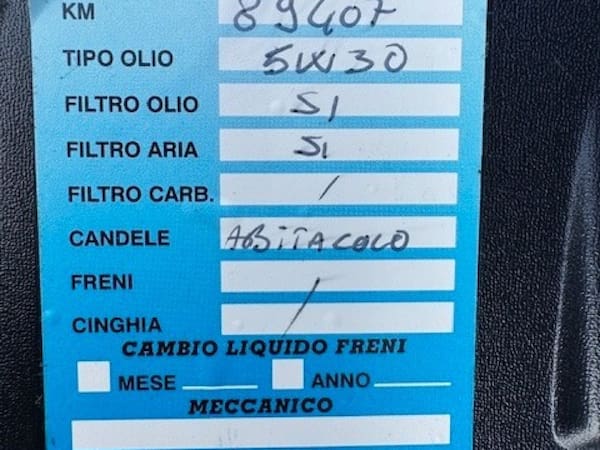 KM 89407
TIPO OLIO 5W30
FILTRO OLIO SI
FILTRO ARIA SI
FILTRO CARB. /
CANDELE ABITACOLO
FRENI
CINGHIA /
CAMBIO LIQUIDO FRENI
MESE ANNO
MECCANICO